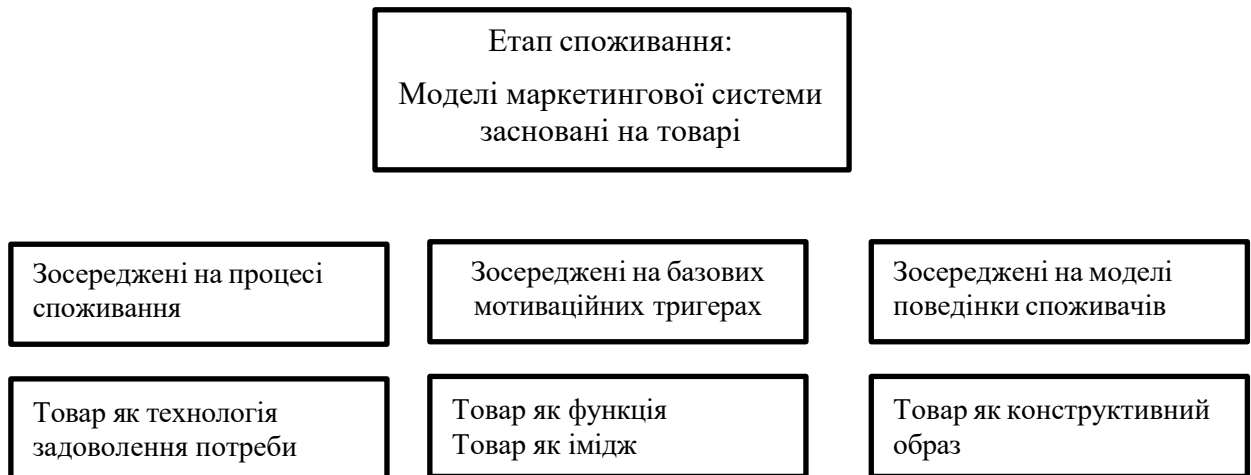 Етап споживання:
Моделі маркетингової системи
засновані на товарі
Зосереджені на процесі
споживання
Зосереджені на базових
мотиваційних тригерах
Зосереджені на моделі
поведінки споживачів
Товар як технологія
задоволення потреби
Товар як функція
Товар як імідж
Товар як конструктивний
образ